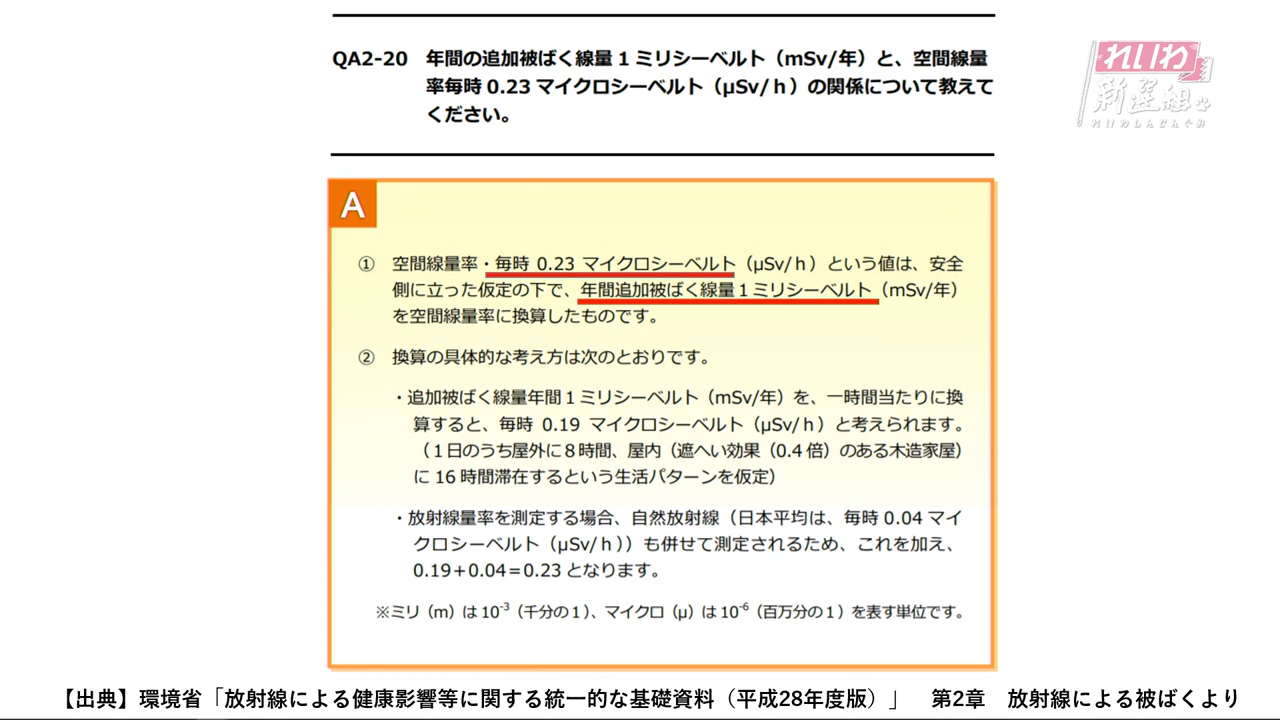 QA2-20 年間の追加被ばく線量1ミリシーベルト（mSv/年）と、空間線量
率毎時0.23マイクロシーベルト（μSv/ｈ）の関係について教えて
ください。
れいわ
新選組
れいわしんせんぐみ
A
① 空間線量率・毎時 0.23 マイクロシーベルト（μSv/ｈ）という値は、安全
側に立った仮定の下で、年間追加被ばく線量１ミリシーベルト（mSv/年）
を空間線量率に換算したものです。
② 換算の具体的な考え方は次のとおりです。
・追加被ばく線量年間１ミリシーベルト（mSv/年）を、一時間当たりに換
算すると、毎時 0.19 マイクロシーベルト（μSv/ｈ）と考えられます。
（１日のうち屋外に８時間、屋内（遮へい効果（0.4 倍）のある木造家屋）
に 16 時間滞在するという生活パターンを仮定）
・放射線量率を測定する場合、自然放射線（日本平均は、毎時 0.04 マイ
クロシーベルト（μSv/ｈ））も併せて測定されるため、これを加え、
0.19＋0.04＝0.23 となります。
※ミリ（m）は 10-3（千分の１）、マイクロ（μ）は 10-6（百万分の１）を表す単位です。
【出典】環境省「放射線による健康影響等に関する統一的な基礎資料（平成28年度版）」　第2章　放射線による被ばくより